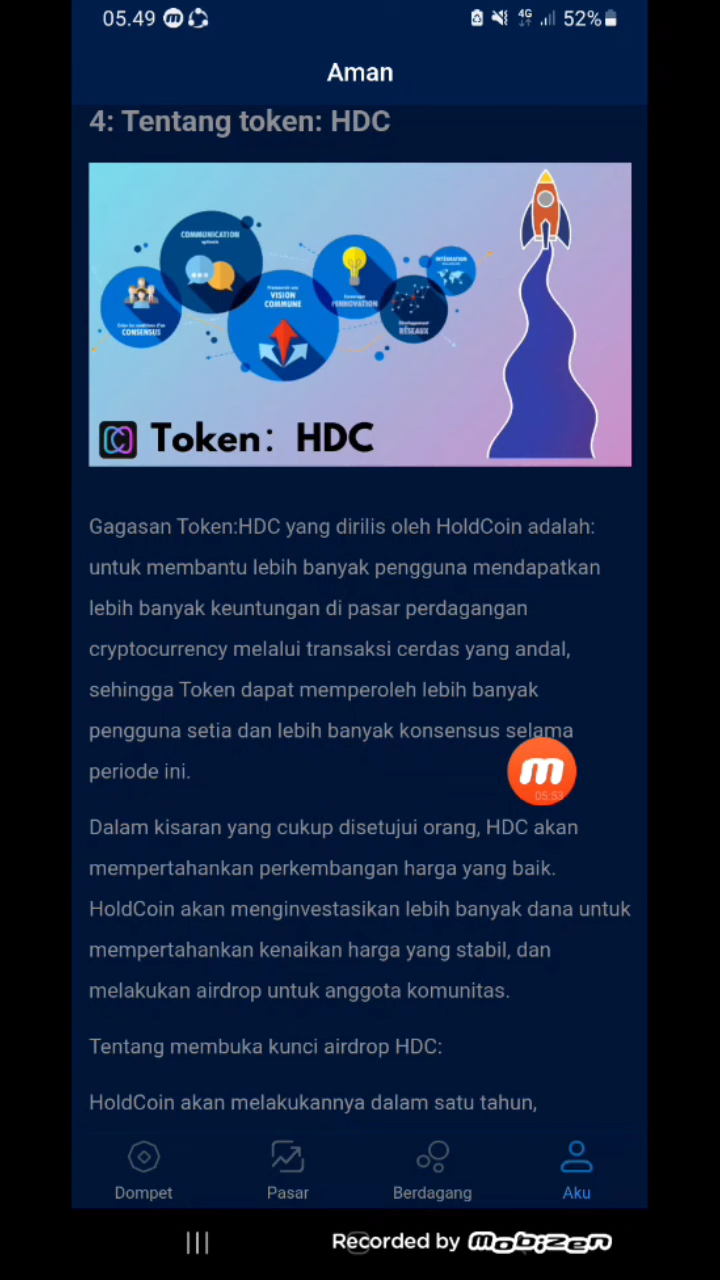 05.49
4G
52%
Aman
4: Tentang token: HDC
COMMUNICATION
VISION
COMMUNE
CONSENSUS
L'INNOVATION
INTÉGRATION
RÉSEAUX
Token: HDC
Gagasan Token:HDC yang dirilis oleh HoldCoin adalah:
untuk membantu lebih banyak pengguna mendapatkan
lebih banyak keuntungan di pasar perdagangan
cryptocurrency melalui transaksi cerdas yang andal,
sehingga Token dapat memperoleh lebih banyak
pengguna setia dan lebih banyak konsensus selama
periode ini.
m
05:53
Dalam kisaran yang cukup disetujui orang, HDC akan
mempertahankan perkembangan harga yang baik.
HoldCoin akan menginvestasikan lebih banyak dana untuk
mempertahankan kenaikan harga yang stabil, dan
melakukan airdrop untuk anggota komunitas.
Tentang membuka kunci airdrop HDC:
HoldCoin akan melakukannya dalam satu tahun,
Dompet
Pasar
Berdagang
Aku
Recorded by mobizen